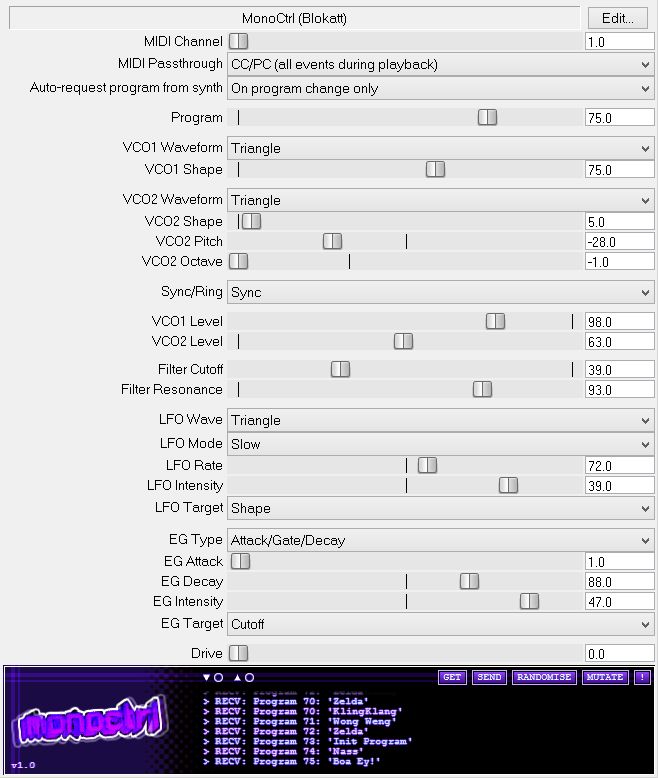 MonoCtrl (Blokatt) Edit...
MIDI Channel 1.0
MIDI Passthrough CC/PC (all events during playback)
Auto-request program from synth On program change only
Program 75.0
VCO1 Waveform Triangle
VCO1 Shape 75.0
VCO2 Waveform Triangle
VCO2 Shape 5.0
VCO2 Pitch -28.0
VCO2 Octave -1.0
Sync/Ring Sync
VCO1 Level 98.0
VCO2 Level 63.0
Filter Cutoff 39.0
Filter Resonance 93.0
LFO Wave Triangle
LFO Mode Slow
LFO Rate 72.0
LFO Intensity 39.0
LFO Target Shape
EG Type Attack/Gate/Decay
EG Attack 1.0
EG Decay 88.0
EG Intensity 47.0
EG Target Cutoff
Drive 0.0
GET SEND RANDOMISE MUTATE !
> RECV: Program 70: 'Zelda'
> RECV: Program 70: 'KlingKlang'
> RECV: Program 71: 'Wong Weng'
> RECV: Program 72: 'Zelda'
> RECV: Program 73: 'Init Program'
> RECV: Program 74: 'Nass'
> RECV: Program 75: 'Boa Ey!'
monoctrl
v1.0